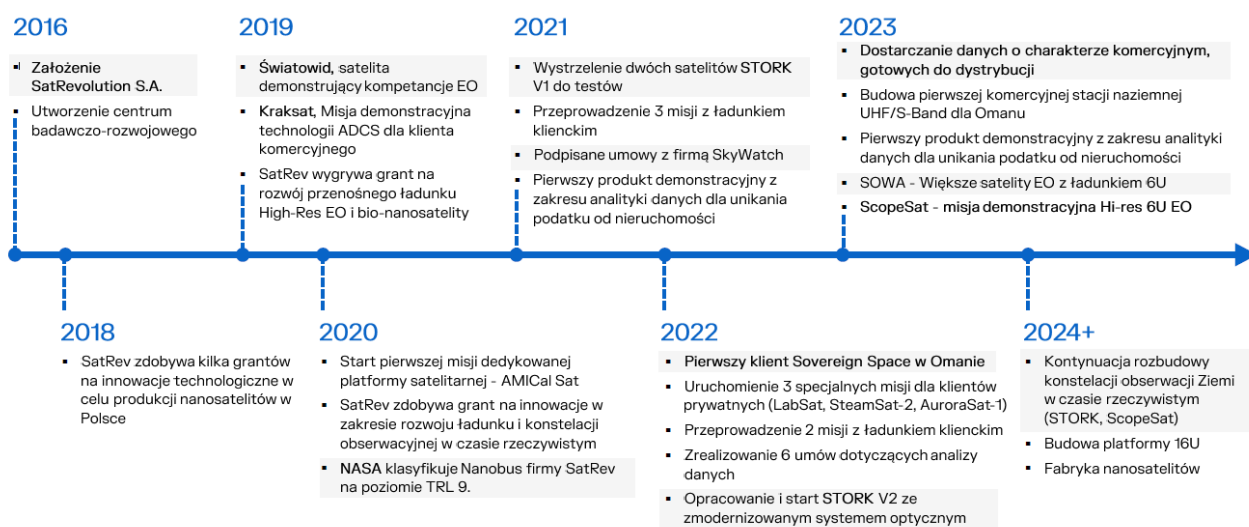 2016
Założenie
SatRevolution S.A.
Utworzenie centrum
badawczo-rozwojowego
2019
Światowid, satelita
demonstrujący kompetancje EO
Kraksat, Misja demonstracyjna
technologii ADCS dla klienta
komercyjnego
SatRev wygrywa grant na
rozwój przenośnego ładunku
High-Res EO i bio-nanosatelity
2021
Wystrzelenie dwóch satelitów STORK
V1 do testów
Przeprowadzenie 3 misji z ładunkiem
klienckim
Podpisane umowy z firmą SkyWatch
Pierwszy produkt demonstracyjny z
zakresu analityki danych dla unikania
podatku od nieruchomości
2023
Dostarczanie danych o charakterze komercyjnym,
gotowych do dystrybucji
Budowa pierwszej komercyjnej stacji naziemnej
UHF/S-Band dla Omanu
Pierwszy produkt demonstracyjny z zakresu analityki
danych dla unikania podatku od nieruchomości
SOWA - Większe satelity EO z ładunkiem 6U
ScopeSat - misja demonstracyjna Hi-res 6U EO
2018
SatRev zdobywa kilka grantów
na innowacje technologiczne w
celu produkcji nanosatelitów w
Polsce
2020
Start pierwszej misji dedykowanej
platformy satelitarnej - AMICal Sat
SatRev zdobywa grant na innowacje w
zakresie rozwoju ładunku i konstelacji
obserwacyjnej w czasie rzeczywistym
NASA klasyfikuje Nanobus firmy SatRev
na poziomie TRL 9.
2022
Pierwszy klient Sovereign Space w Omanie
Uruchomienie 3 specjalnych misji dla klientów
prywatnych (LabSat, SteamSat-2, AuroraSat-1)
Przeprowadzenie 2 misji z ładunkiem klienckim
Zrealizowanie 6 umów dotyczących analizy
danych
Opracowanie i start STORK V2 ze
zmodernizowanym systemem optycznym
2024+
Kontynuacja rozbudowy
konstelacji obserwacji Ziemi
w czasie rzeczywistym
(STORK, ScopeSat)
Budowa platformy 16U
Fabryka nanosatelitów